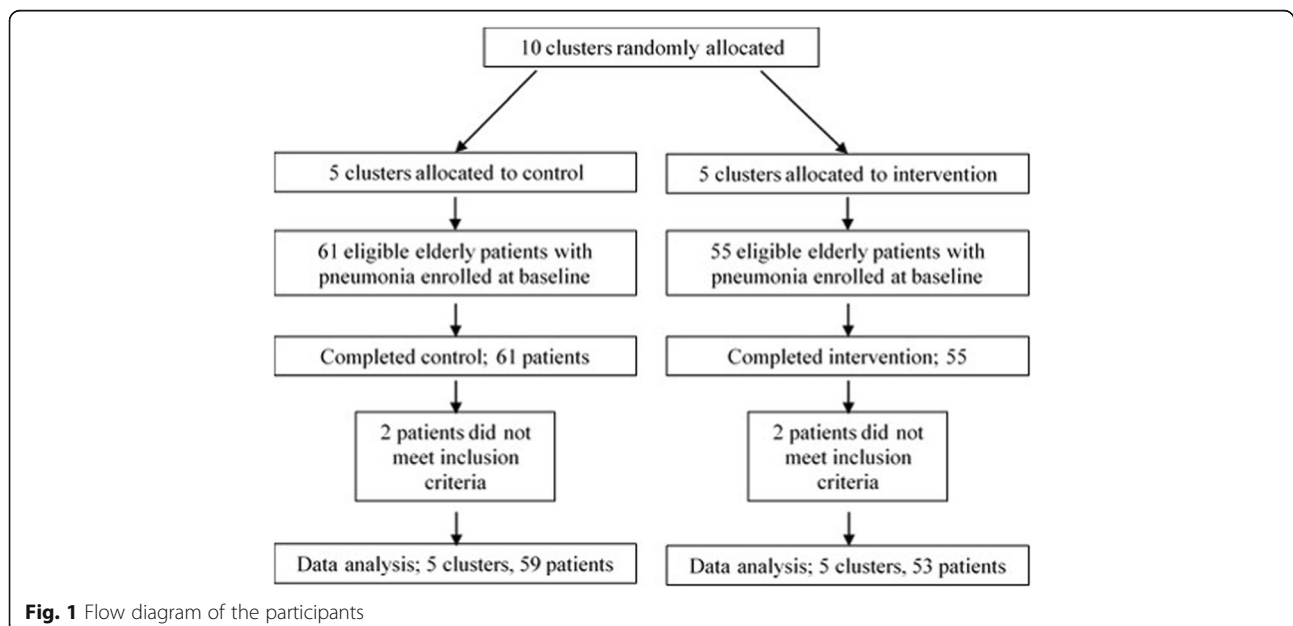 10 clusters randomly allocated
5 clusters allocated to control
5 clusters allocated to intervention
61 eligible elderly patients with
pneumonia enrolled at baseline
55 eligible elderly patients with
pneumonia enrolled at baseline
Completed control; 61 patients
Completed intervention; 55
2 patients did not
meet inclusion
criteria
2 patients did not
meet inclusion
criteria
Data analysis; 5 clusters, 59 patients
Data analysis; 5 clusters, 53 patients
Fig. 1 Flow diagram of the participants